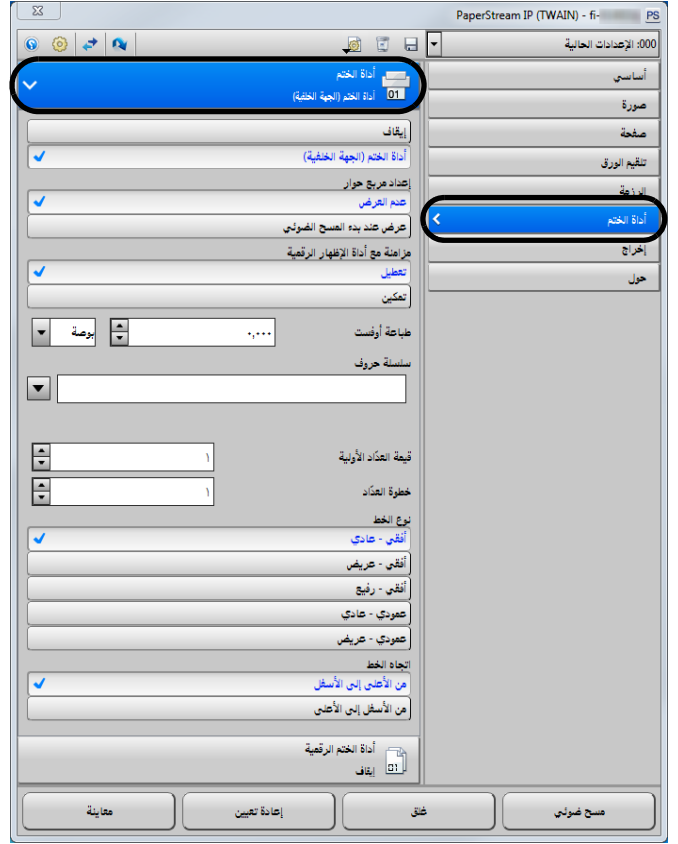 PaperStream IP (TWAIN) - fi-
PS
000: الإعدادات الحالية
أساسي
صورة
صفحة
تلقيم الورق
الرزمة
أداة الختم
إخراج
حول
أداة الختم
أداة الختم (الجهة الخلفية)
01
إيقاف
أداة الختم (الجهة الخلفية)
إعداد مربع حوار
عدم العرض
عرض عند بدء المسح الضوئي
مزامنة مع أداة الإظهار الرقمية
تعطيل
تمكين
طباعة أوفست
٠,٠٠٠
بوصة
سلسلة حروف
قيمة العدّاد الأولية
١
خطوة العدّاد
١
نوع الخط
أفقي - عادي
أفقي - عريض
أفقي - رفيع
عمودي - عادي
عمودي - عريض
اتجاه الخط
من الأعلى إلى الأسفل
من الأسفل إلى الأعلى
أداة الختم الرقمية
01
إيقاف
مسح ضوئي
غلق
إعادة تعيين
معاينة